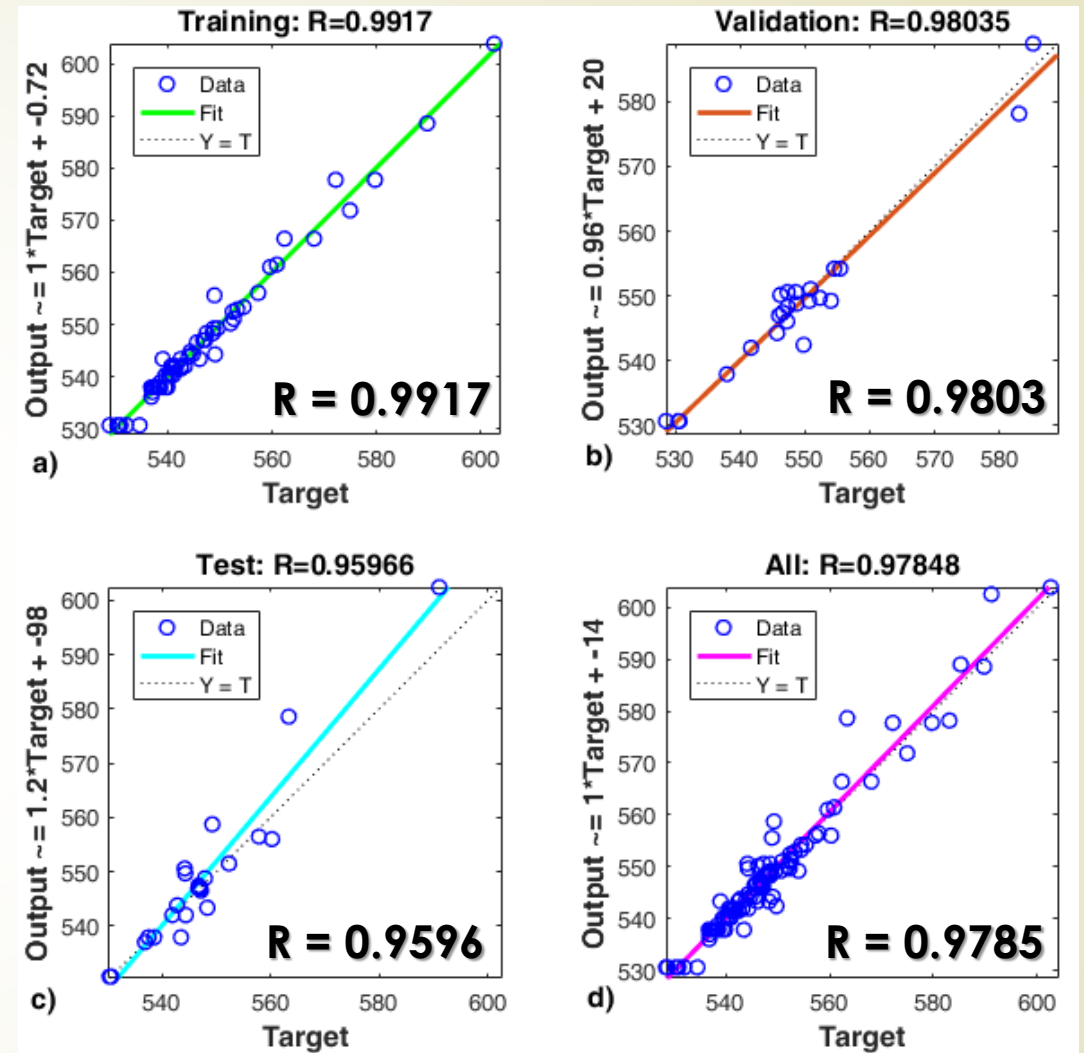 Training: R=0.9917
Output ~= 1*Target + -0.72
600
590
580
570
560
550
540
530
Data
Fit
Y = T
R = 0.9917
540
560
580
600
a)
Target
Validation: R=0.98035
Output ~= 0.96*Target + 20
580
570
560
550
540
530
Data
Fit
Y = T
R = 0.9803
530
540
550
560
570
580
b)
Target
Test: R=0.95966
Output ~= 1.2*Target + -98
600
590
580
570
560
550
540
Data
Fit
Y = T
R = 0.9596
540
560
580
600
c)
Target
All: R=0.97848
Output ~= 1*Target + -14
600
590
580
570
560
550
540
530
Data
Fit
Y = T
R = 0.9785
540
560
580
600
d)
Target